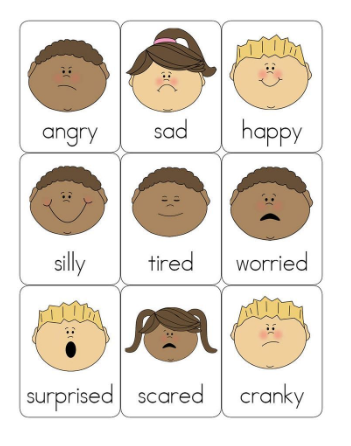 angry
sad
happy
silly
tired
worried
surprised
scared
cranky